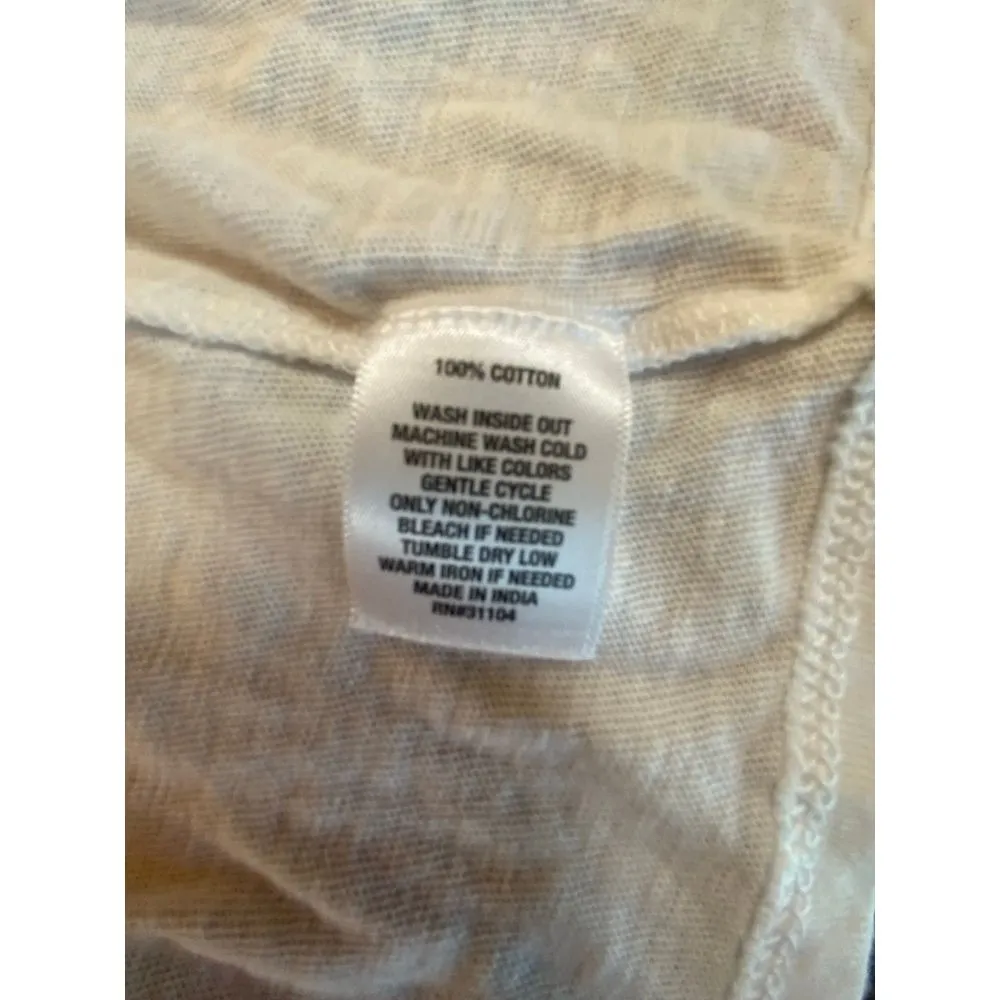 100% COTTON
WASH INSIDE OUT
MACHINE WASH COLD
WITH LIKE COLORS
GENTLE CYCLE
ONLY NON-CHLORINE
BLEACH IF NEEDED
TUMBLE DRY LOW
WARM IRON IF NEEDED
MADE IN INDIA
RN#31104